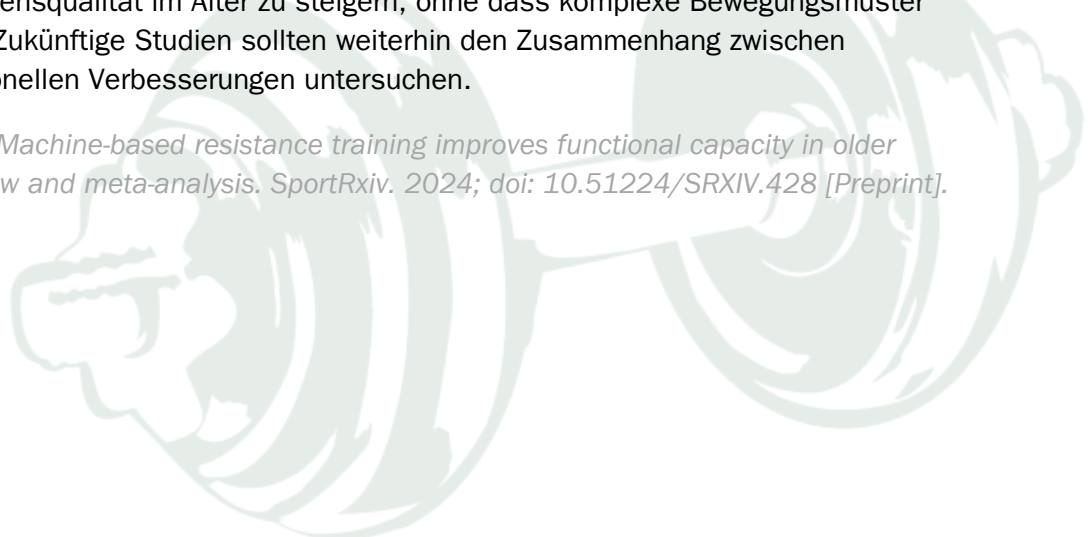 ensqualität im Alter zu steigern, ohne dass komplexe Bewegungsmuster
Zukünftige Studien sollten weiterhin den Zusammenhang zwischen
onellen Verbesserungen untersuchen.
Machine-based resistance training improves functional capacity in older
w and meta-analysis. SportRxiv. 2024; doi: 10.51224/SRXIV.428 [Preprint].